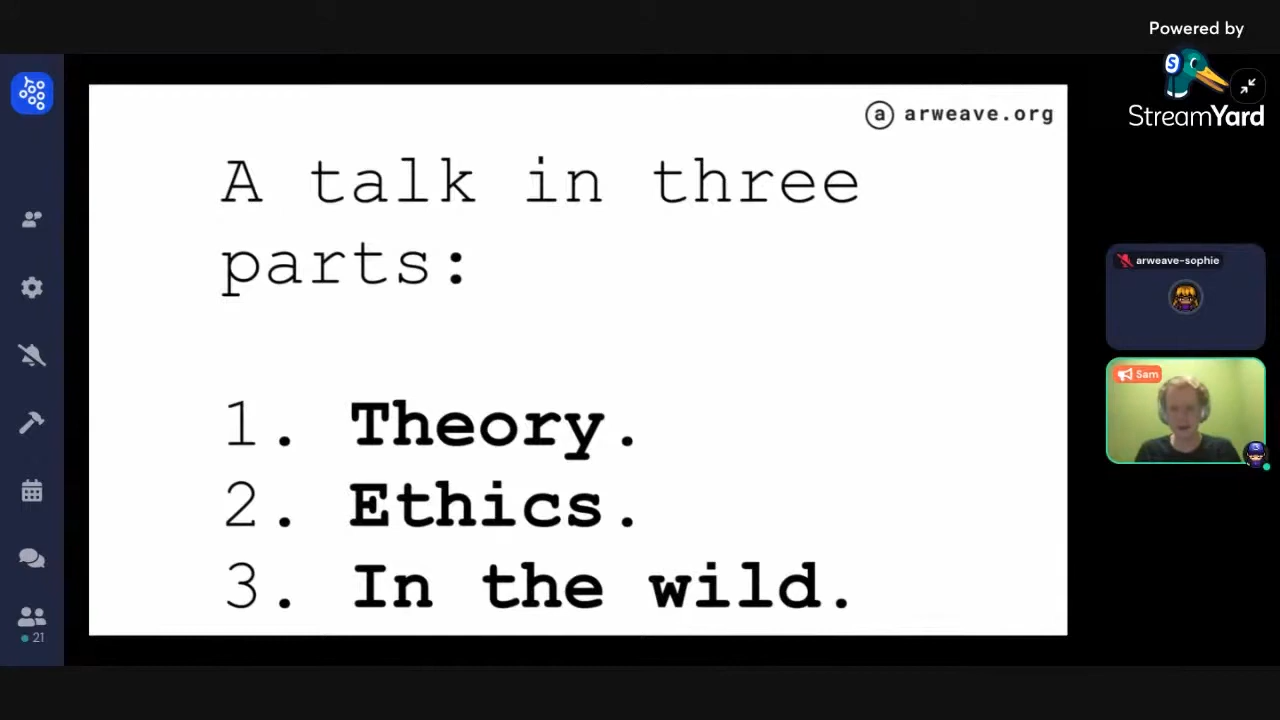 Powered by
StreamYard
arweave.org
A talk in three
parts:
1. Theory.
2. Ethics.
3. In the wild.
arweave-sophie
Sam
21